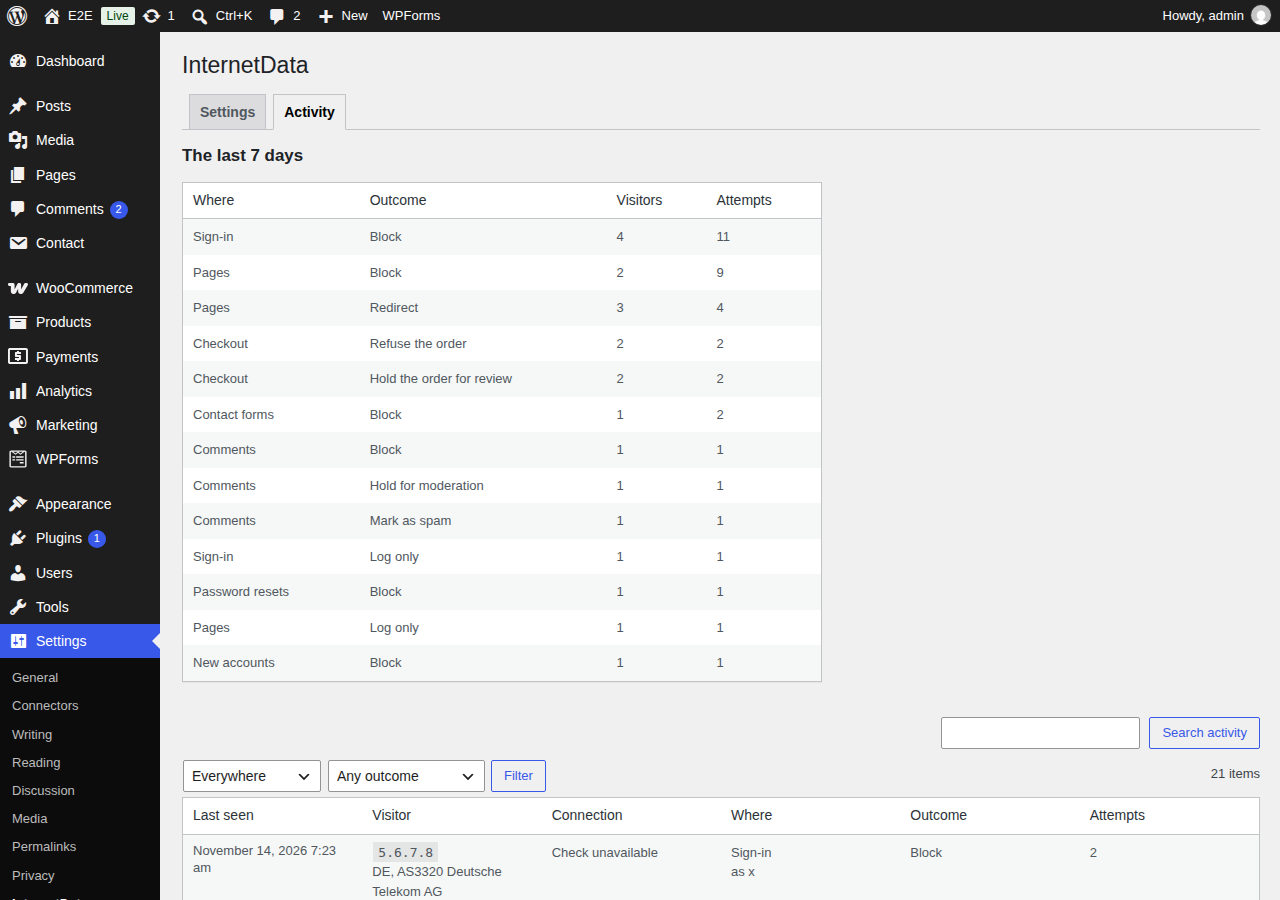 E2E Live 1 Ctrl+K 2 New WPForms Howdy, admin
Dashboard
Posts
Media
Pages
Comments 2
Contact
WooCommerce
Products
Payments
Analytics
Marketing
WPForms
Appearance
Plugins 1
Users
Tools
Settings
General
Connectors
Writing
Reading
Discussion
Media
Permalinks
Privacy
InternetData
Settings Activity
The last 7 days
Where Outcome Visitors Attempts
Sign-in Block 4 11
Pages Block 2 9
Pages Redirect 3 4
Checkout Refuse the order 2 2
Checkout Hold the order for review 2 2
Contact forms Block 1 2
Comments Block 1 1
Comments Hold for moderation 1 1
Comments Mark as spam 1 1
Sign-in Log only 1 1
Password resets Block 1 1
Pages Log only 1 1
New accounts Block 1 1
Search activity
Everywhere Any outcome Filter 21 items
Last seen Visitor Connection Where Outcome Attempts
November 14, 2026 7:23 am 5.6.7.8 Check unavailable Sign-in Block 2
DE, AS3320 Deutsche as x
Telekom AG